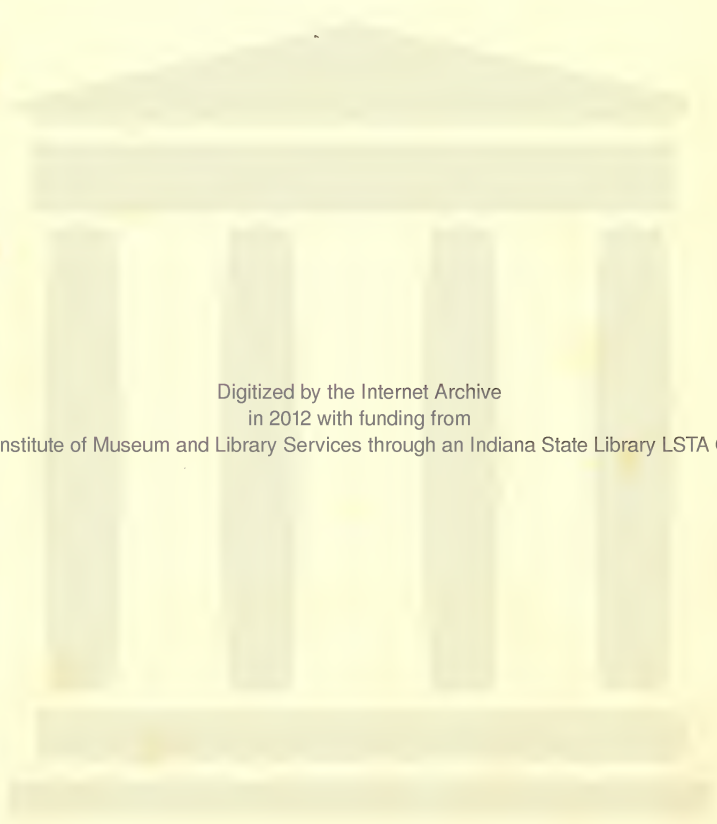 Digitized by the Internet Archive
in 2012 with funding from
nstitute of Museum and Library Services through an Indiana State Library LSTA